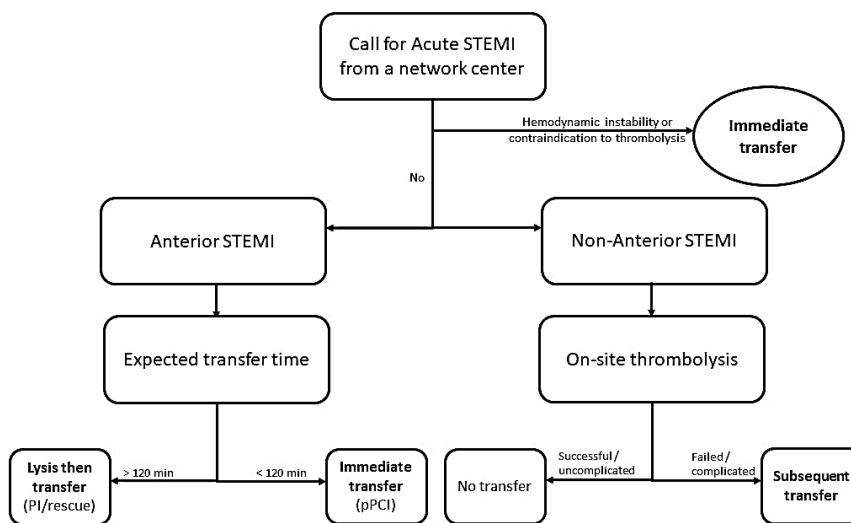 Call for Acute STEMI
from a network center
Hemodynamic instability or
contraindication to thrombolysis
Immediate
transfer
No
Anterior STEMI
Non-Anterior STEMI
Expected transfer time
On-site thrombolysis
Lysis then
transfer
(PI/rescue)
> 120 min
< 120 min
Immediate
transfer
(pPCI)
No transfer
Successful /
uncomplicated
Failed /
complicated
Subsequent
transfer